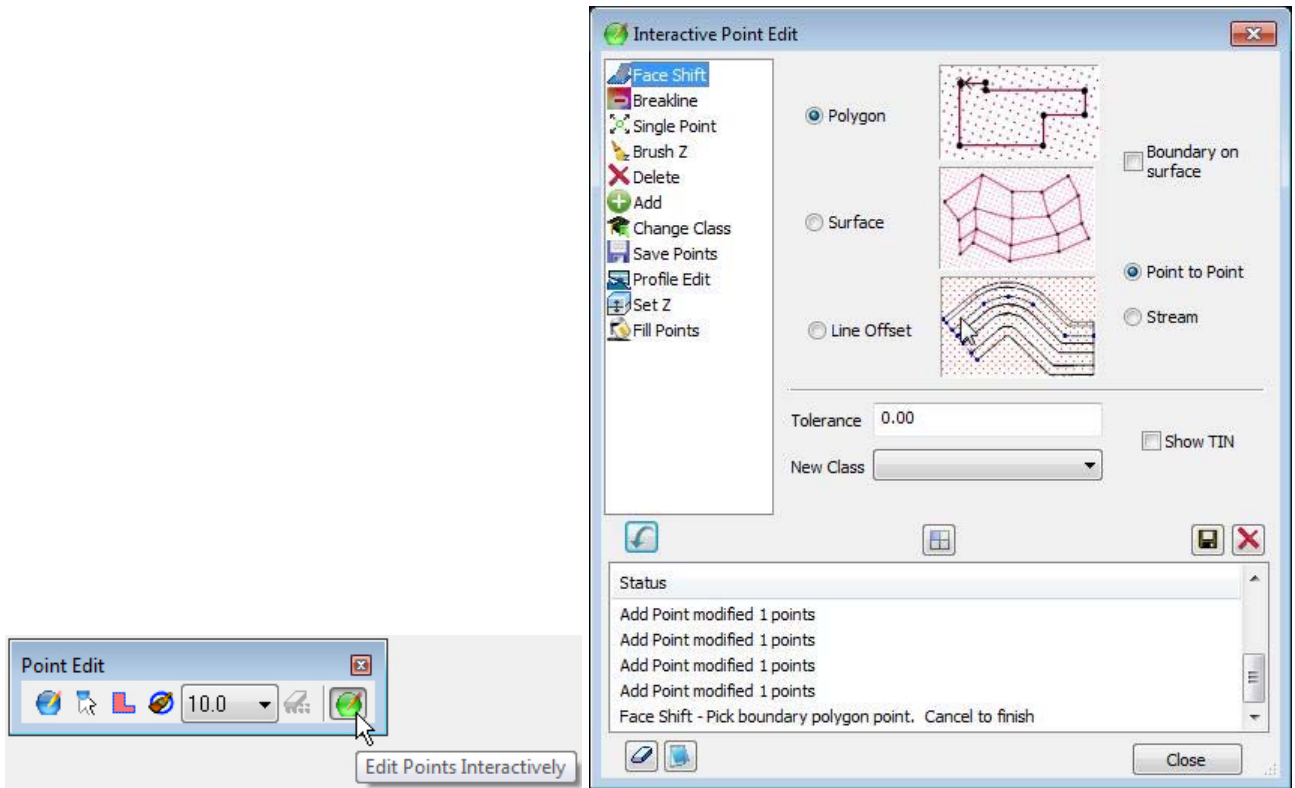 Point Edit
10.0
Edit Points Interactively
Interactive Point Edit
Face Shift
Breakline
Single Point
Brush Z
Delete
Add
Change Class
Save Points
Profile Edit
Set Z
Fill Points
Polygon
Surface
Line Offset
Boundary on
surface
Point to Point
Stream
Tolerance 0.00
New Class
Show TIN
Status
Add Point modified 1 points
Add Point modified 1 points
Add Point modified 1 points
Add Point modified 1 points
Face Shift - Pick boundary polygon point. Cancel to finish
Close